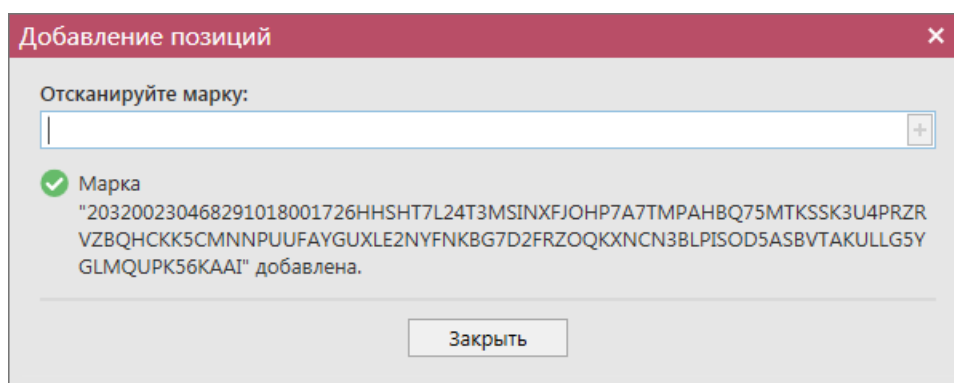 Добавление позиций
Отсканируйте марку:
Марка
"203200230468291018001726HHSHT7L24T3MSINXFJOHP7A7TMPAHBQ75MTKSSK3U4PRZR
VZBQHCKK5CMNNPUUFAYGUXLE2NYFNKBG7D2FRZOQKXNCN3BLPISOD5ASBVTAKULLG5Y
GLMQUPK56KAAI" добавлена.
Закрыть